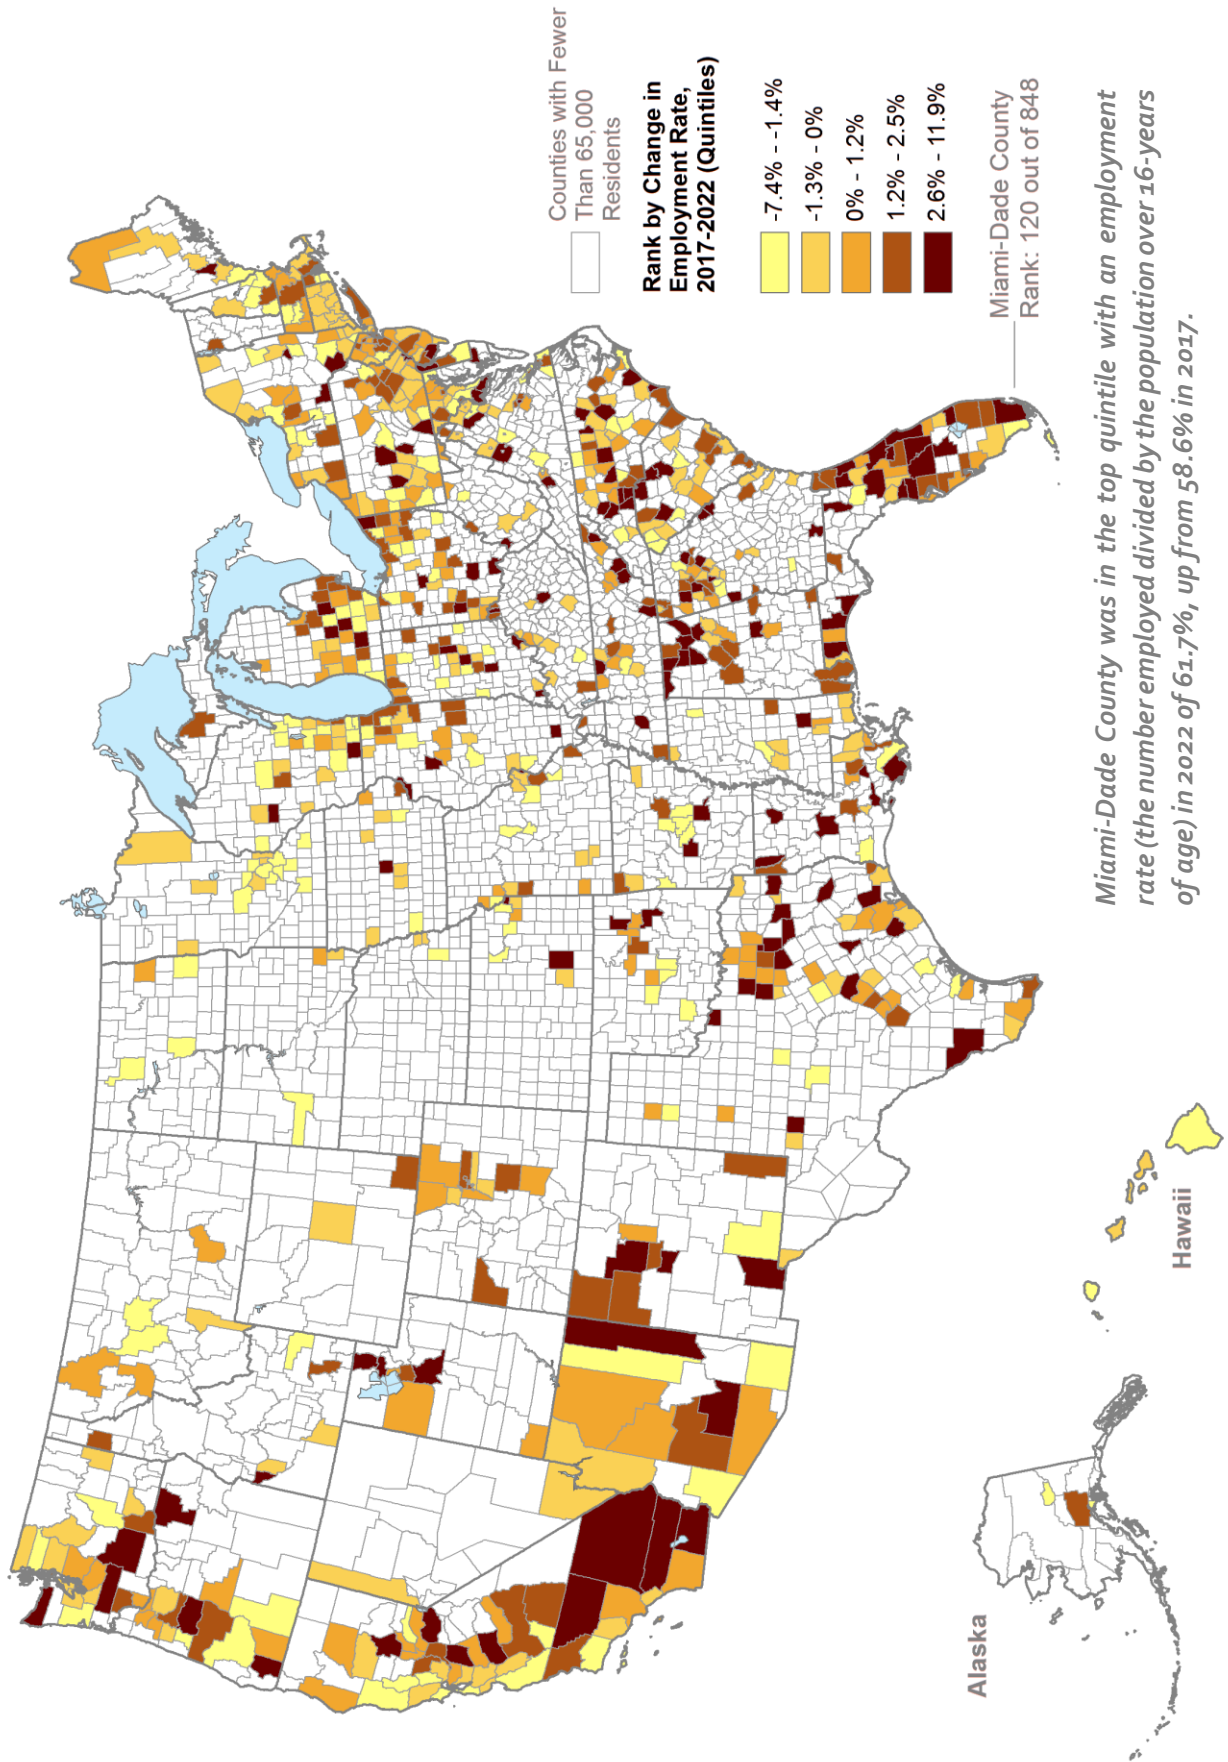 Counties with Fewer
Than 65,000
Residents
Rank by Change in
Employment Rate,
2017-2022 (Quintiles)
-7.4% - -1.4%
-1.3% - 0%
0% - 1.2%
1.2% - 2.5%
2.6% - 11.9%
Miami-Dade County
Rank: 120 out of 848
Alaska
Hawaii
Miami-Dade County was in the top quintile with an employment
rate (the number employed divided by the population over 16-years
of age) in 2022 of 61.7%, up from 58.6% in 2017.